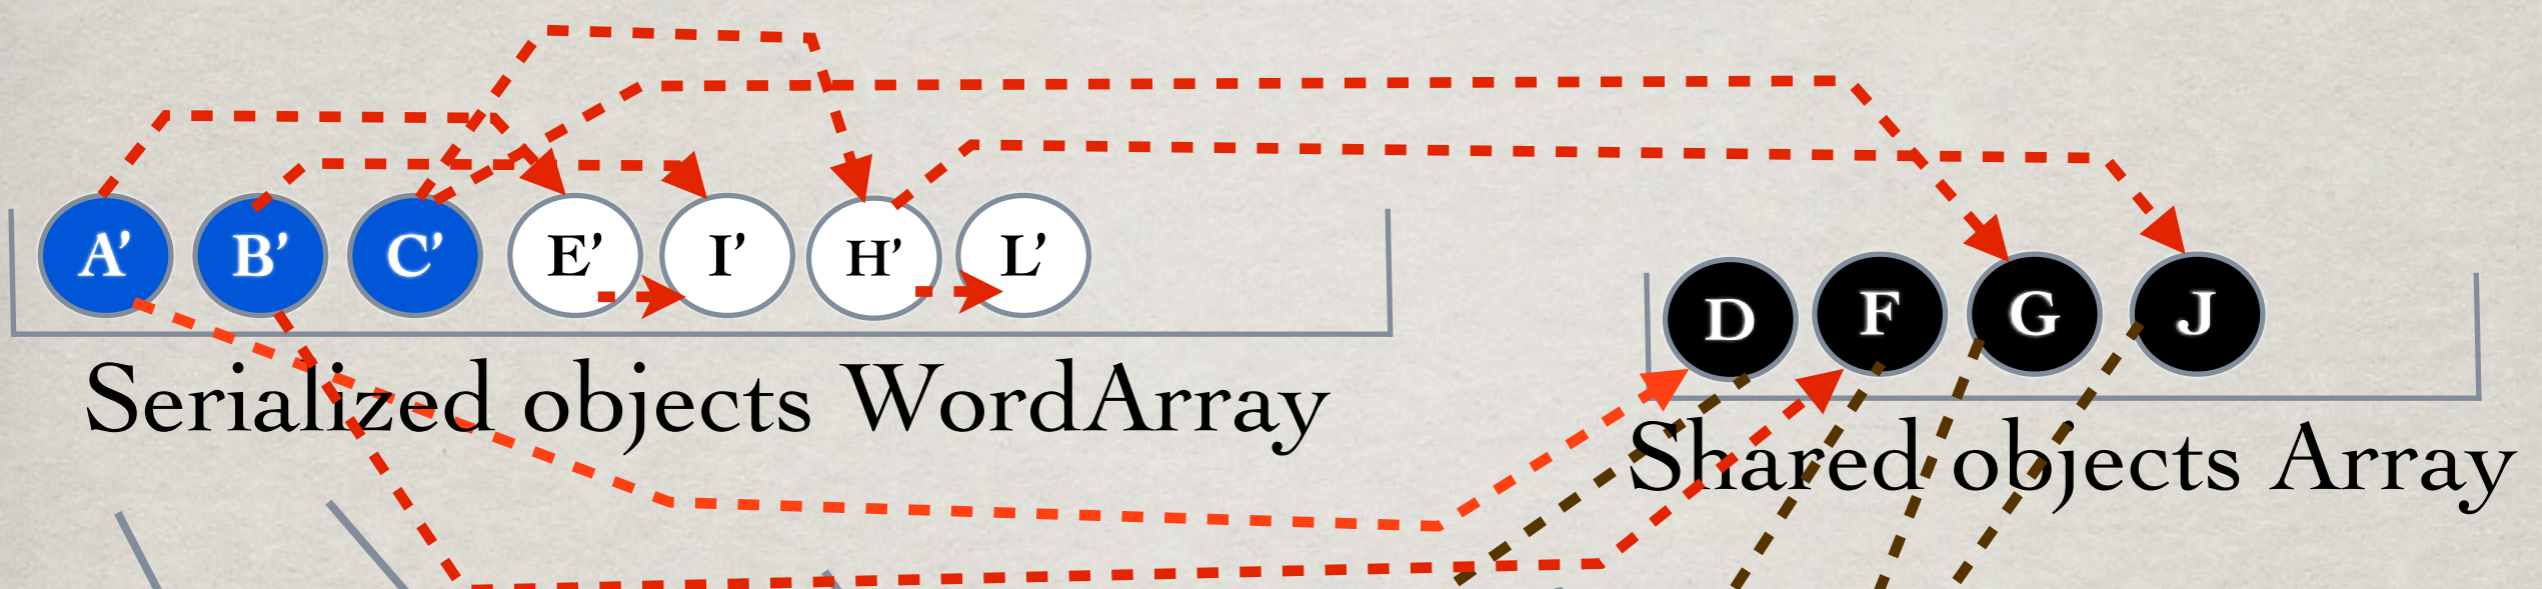 A’ B’ C’ E’ I’ H’ L’
D F G J
Serialized objects WordArray
Shared objects Array